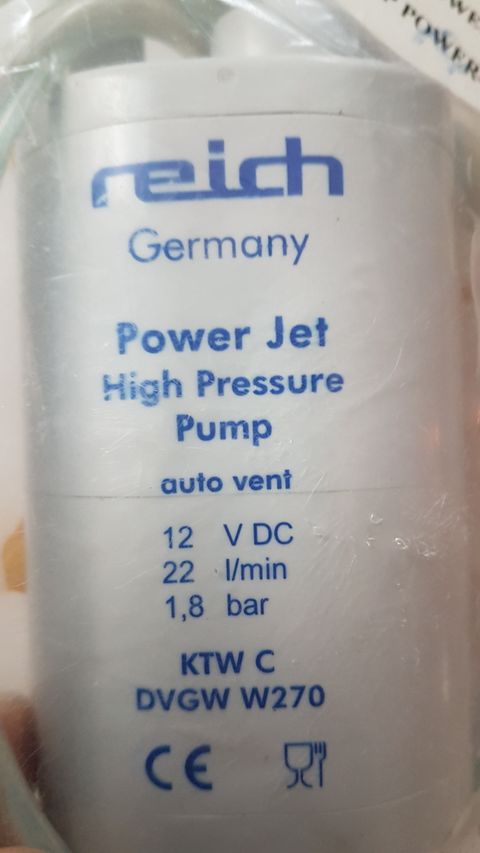 POWER
reich
Germany
Power Jet
High Pressure
Pump
auto vent
12 V DC
22 l/min
1,8 bar
KTW C
DVGW W270
CE